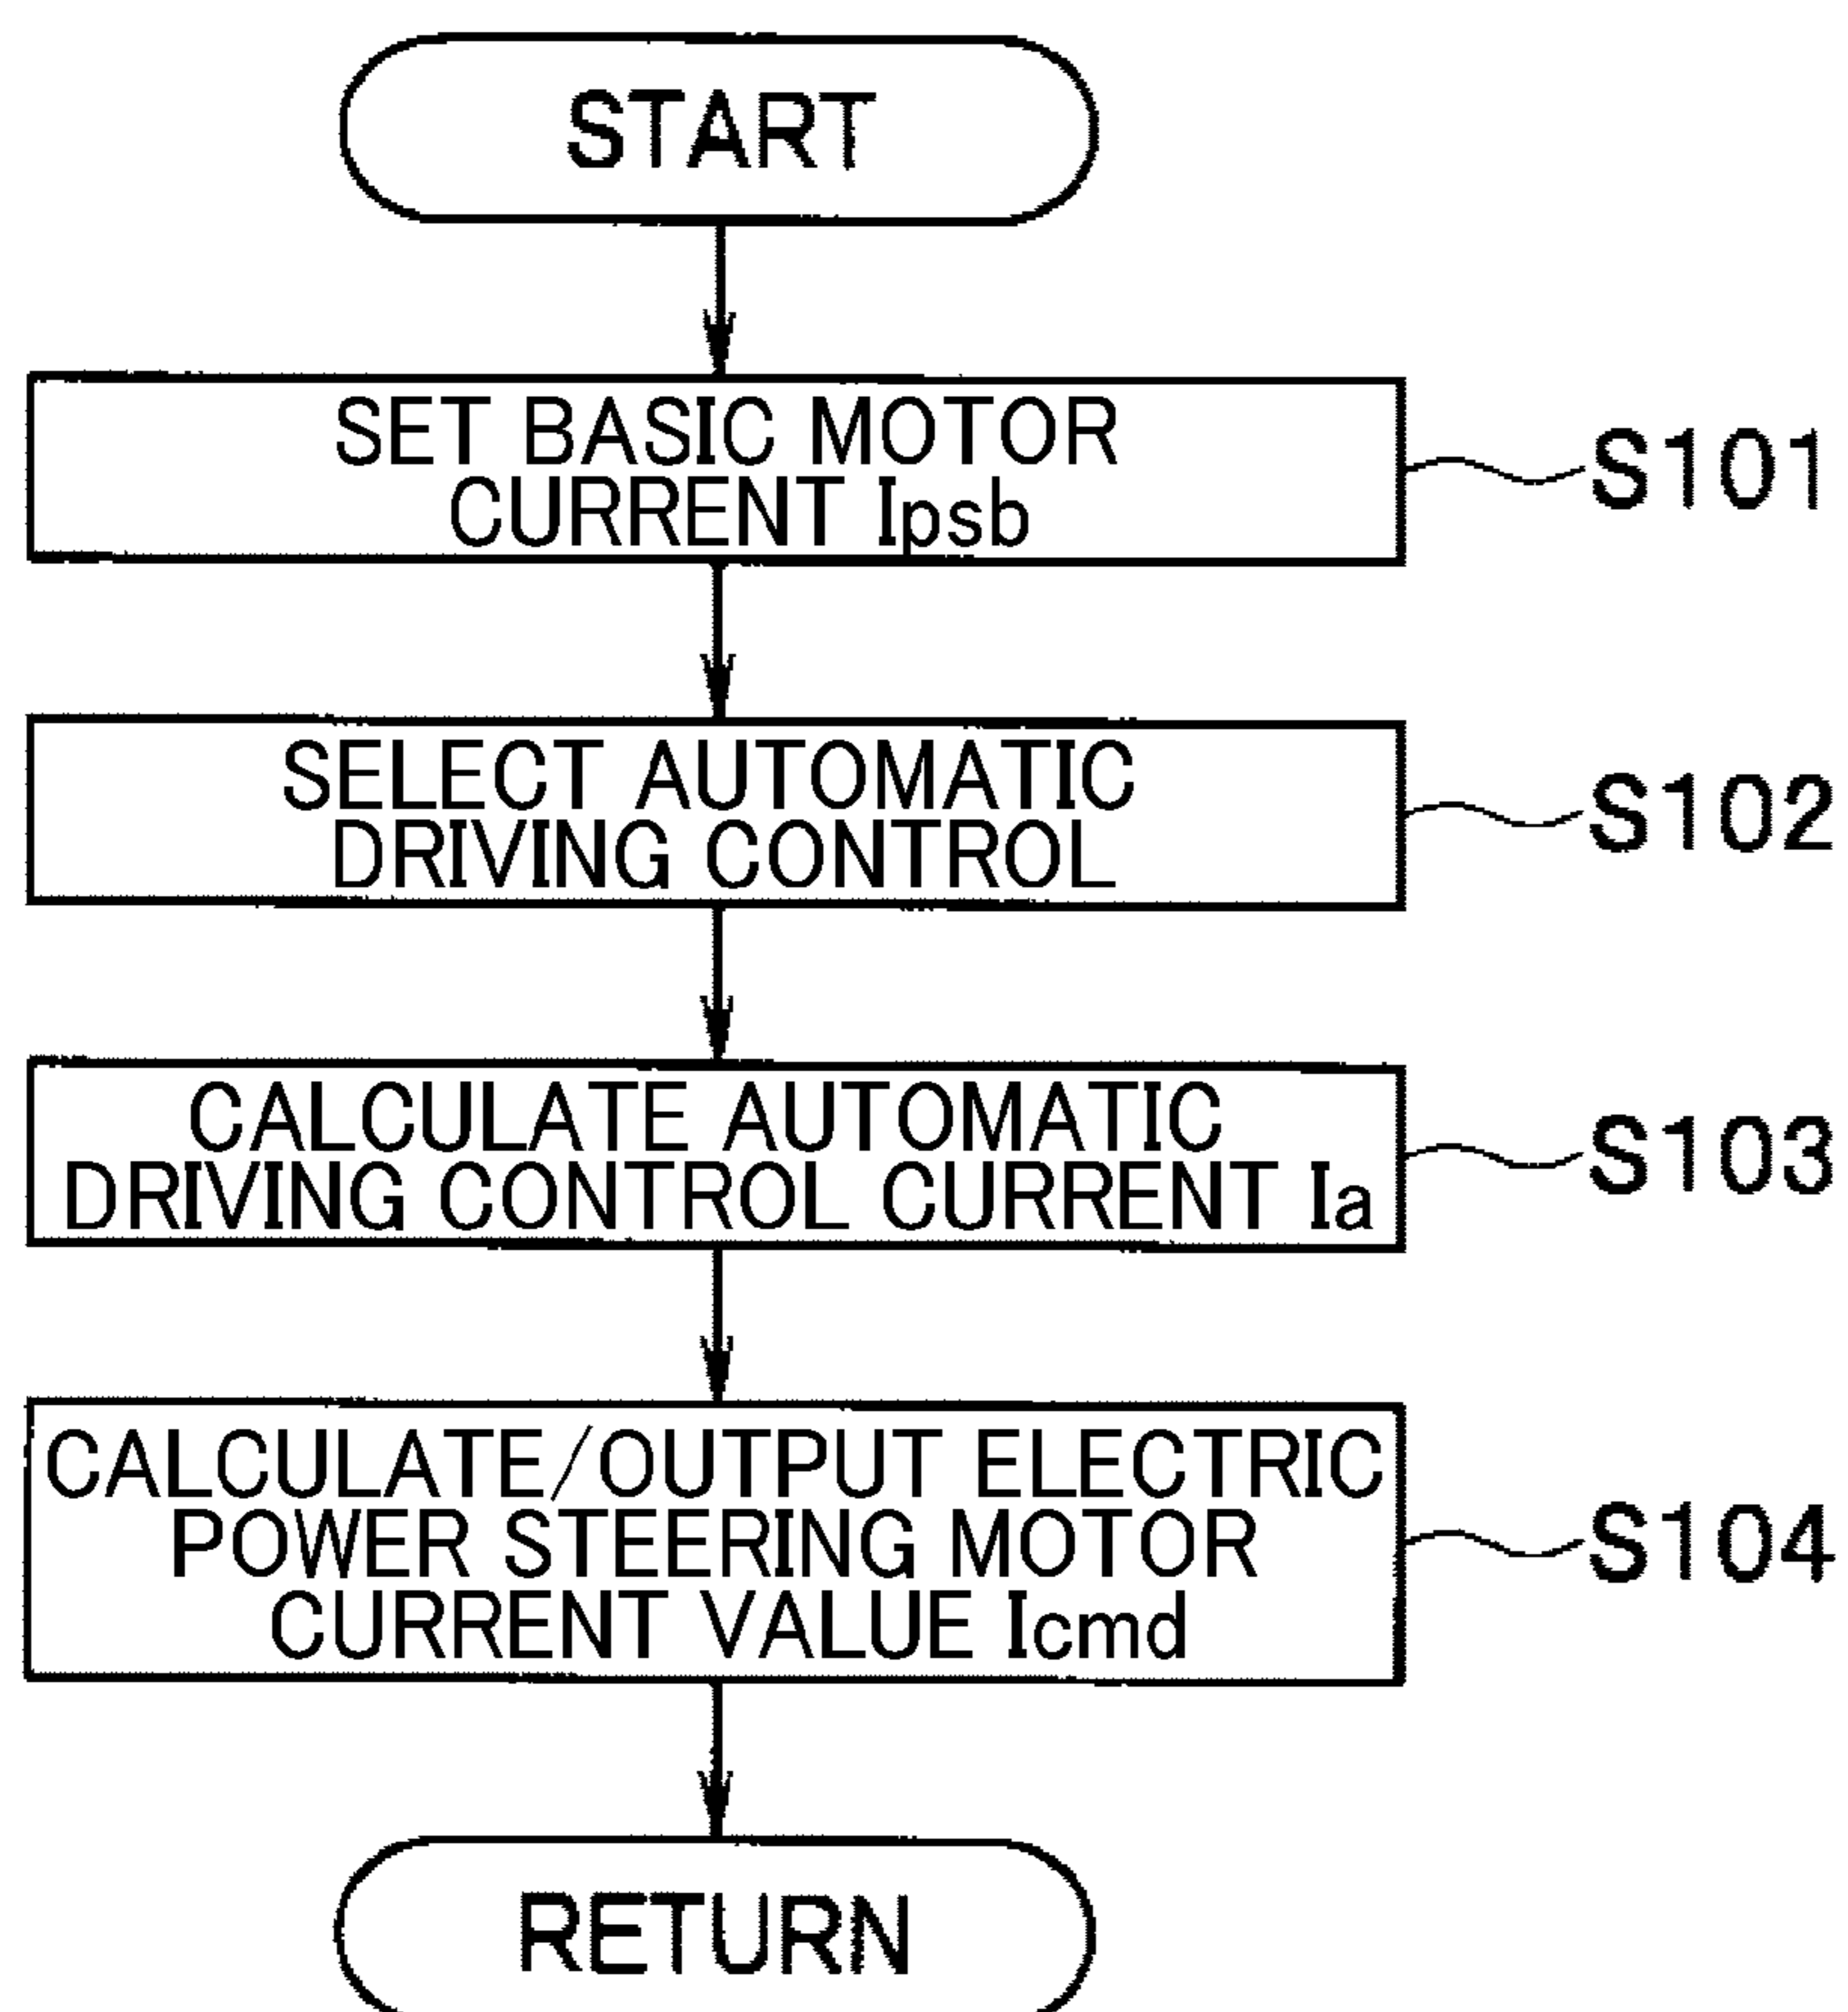 START
SET BASIC MOTOR
CURRENT Ipsb
S101
SELECT AUTOMATIC
DRIVING CONTROL
S102
CALCULATE AUTOMATIC
DRIVING CONTROL CURRENT Ia
S103
CALCULATE/OUTPUT ELECTRIC
POWER STEERING MOTOR
CURRENT VALUE Icmd
S104
RETURN